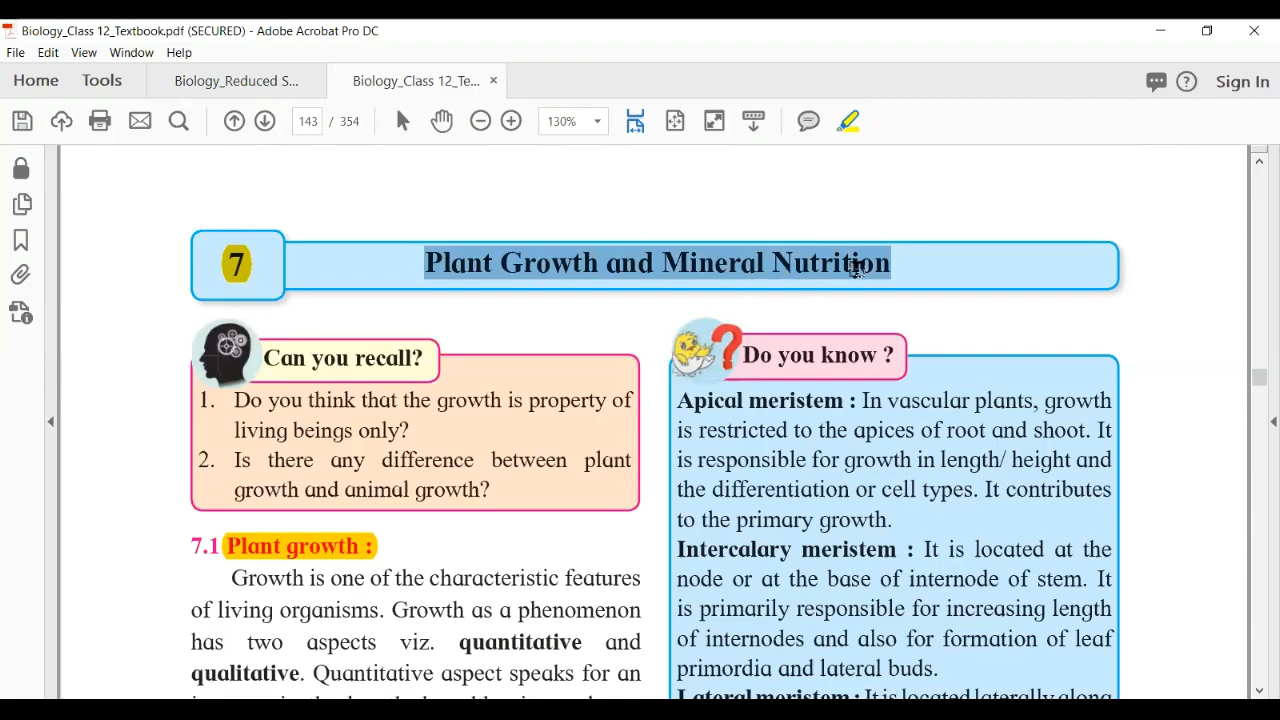 Biology_Class 12_Textbook.pdf (SECURED) - Adobe Acrobat Pro DC
File Edit View Window Help
Home Tools Biology_Reduced S... Biology_Class 12_Te... × Sign In
143 / 354 130%
7 Plant Growth and Mineral Nutrition
Can you recall?
1. Do you think that the growth is property of
living beings only?
2. Is there any difference between plant
growth and animal growth?
7.1 Plant growth :
Growth is one of the characteristic features
of living organisms. Growth as a phenomenon
has two aspects viz. quantitative and
qualitative. Quantitative aspect speaks for an
Do you know ?
Apical meristem : In vascular plants, growth
is restricted to the apices of root and shoot. It
is responsible for growth in length/ height and
the differentiation or cell types. It contributes
to the primary growth.
Intercalary meristem : It is located at the
node or at the base of internode of stem. It
is primarily responsible for increasing length
of internodes and also for formation of leaf
primordia and lateral buds.
Lateral meristem : It is located laterally along